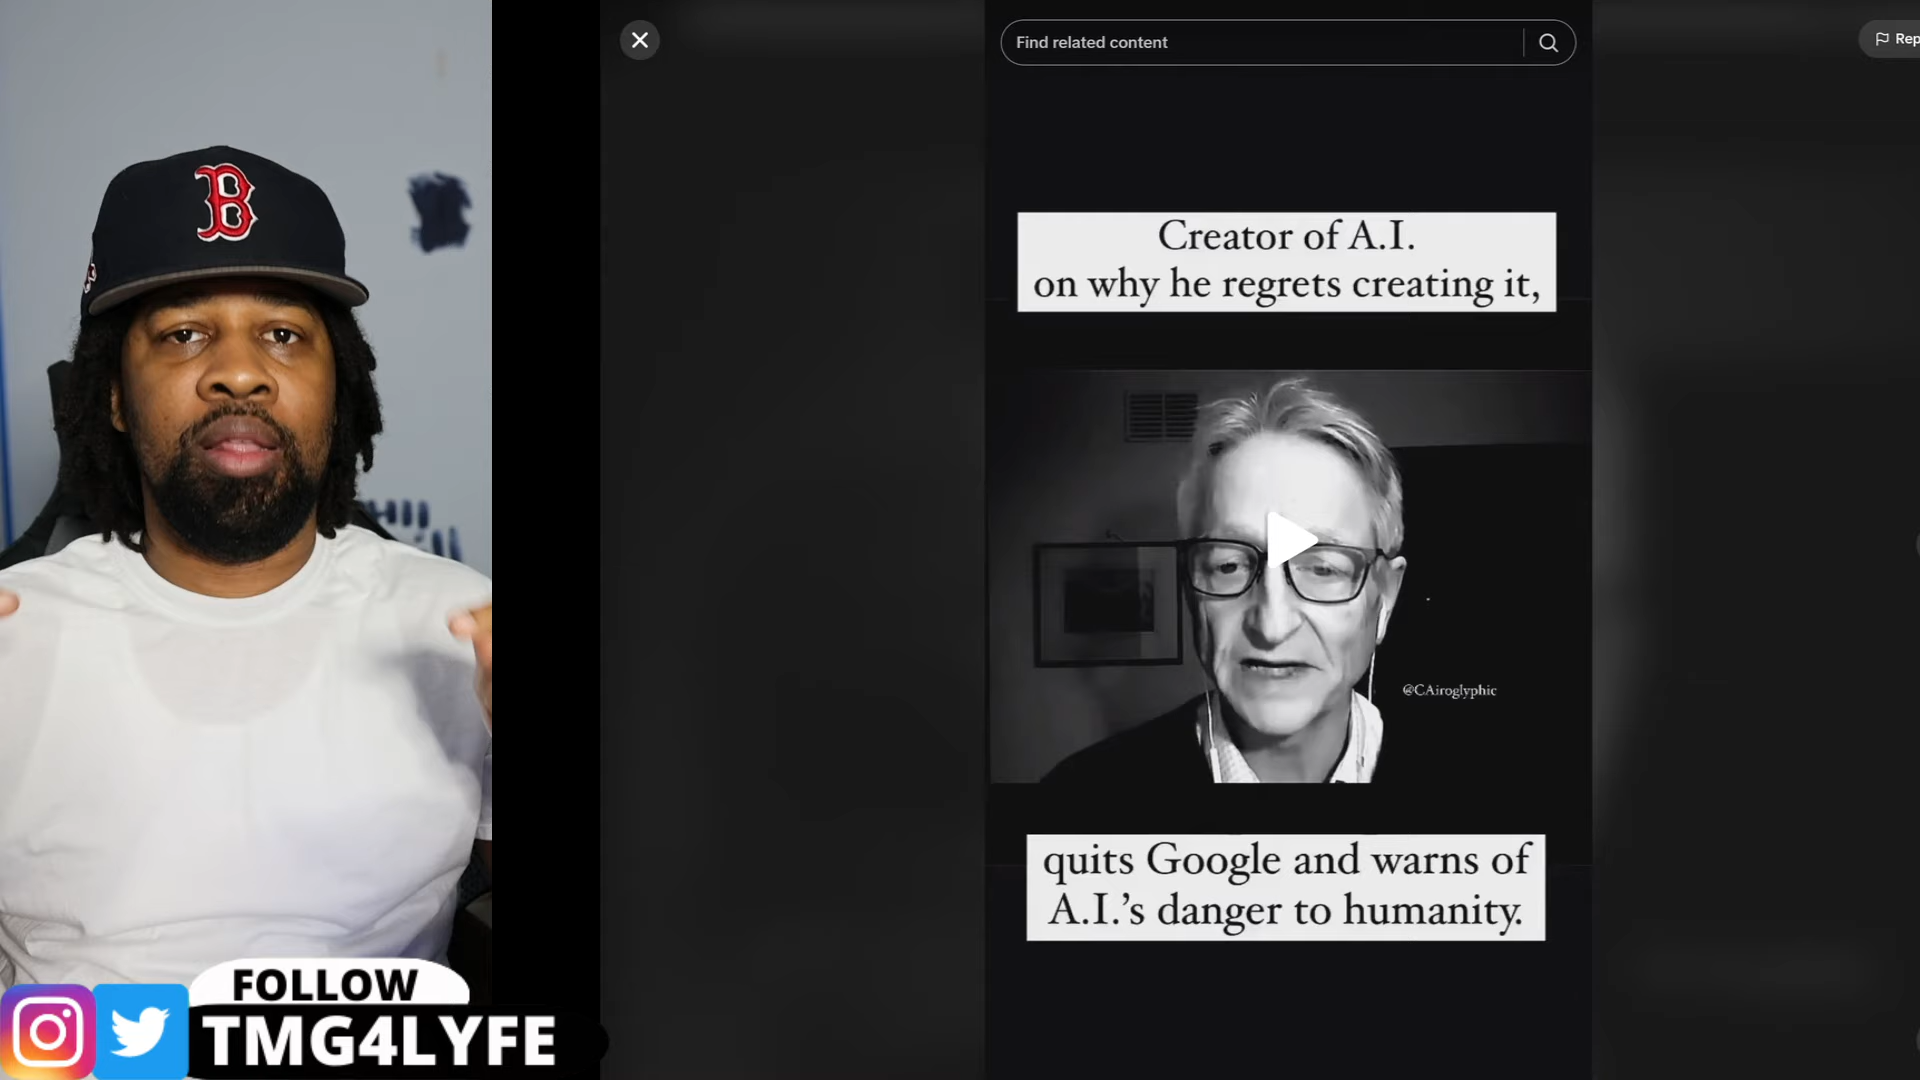 Find related content
Rep
Creator of A.I.
on why he regrets creating it,
@CAiroglyphic
quits Google and warns of
A.I.'s danger to humanity.
B
FOLLOW
TMG4LYFE